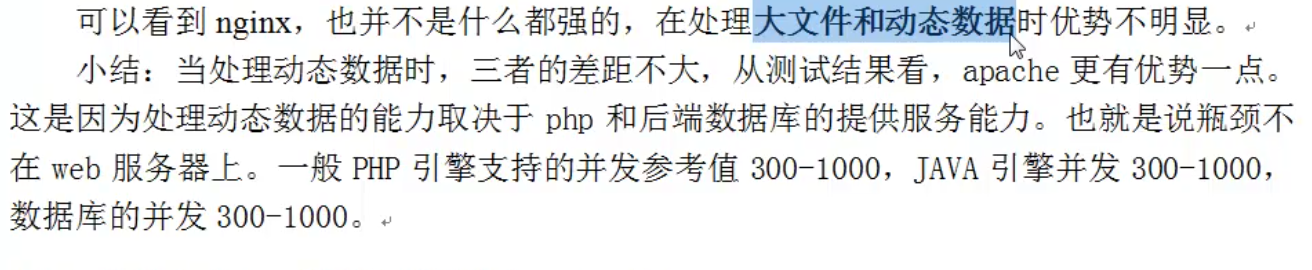 可以看到 nginx，也并不是什么都强的，在处理大文件和动态数据时优势不明显。
小结：当处理动态数据时，三者的差距不大，从测试结果看，apache 更有优势一点。
这是因为处理动态数据的能力取决于 php 和后端数据库的提供服务能力。也就是说瓶颈不
在 web 服务器上。一般 PHP 引擎支持的并发参考值 300-1000，JAVA 引擎并发 300-1000，
数据库的并发 300-1000。